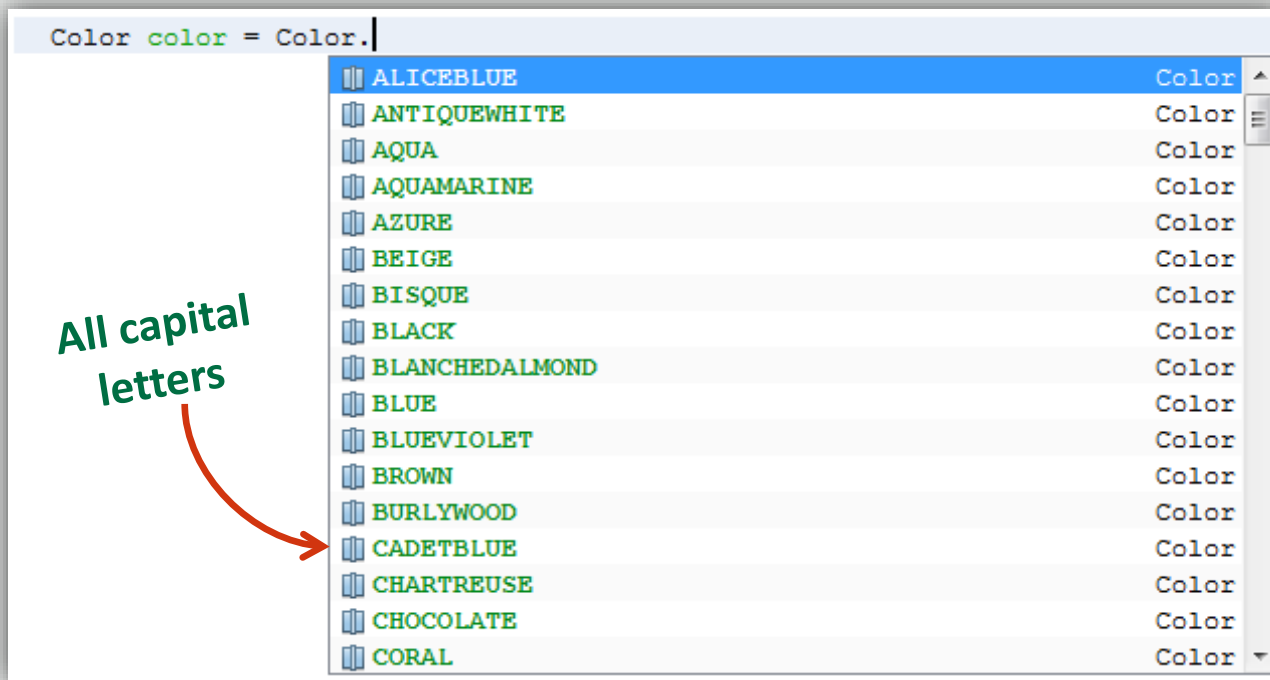 Color color = Color.
ALICEBLUE Color
ANTIQUEWHITE Color
AQUA Color
AQUAMARINE Color
AZURE Color
BEIGE Color
BISQUE Color
BLACK Color
BLANCHEDALMOND Color
BLUE Color
BLUEVIOLET Color
BROWN Color
BURLYWOOD Color
CADETBLUE Color
CHARTREUSE Color
CHOCOLATE Color
CORAL Color
All capital
letters